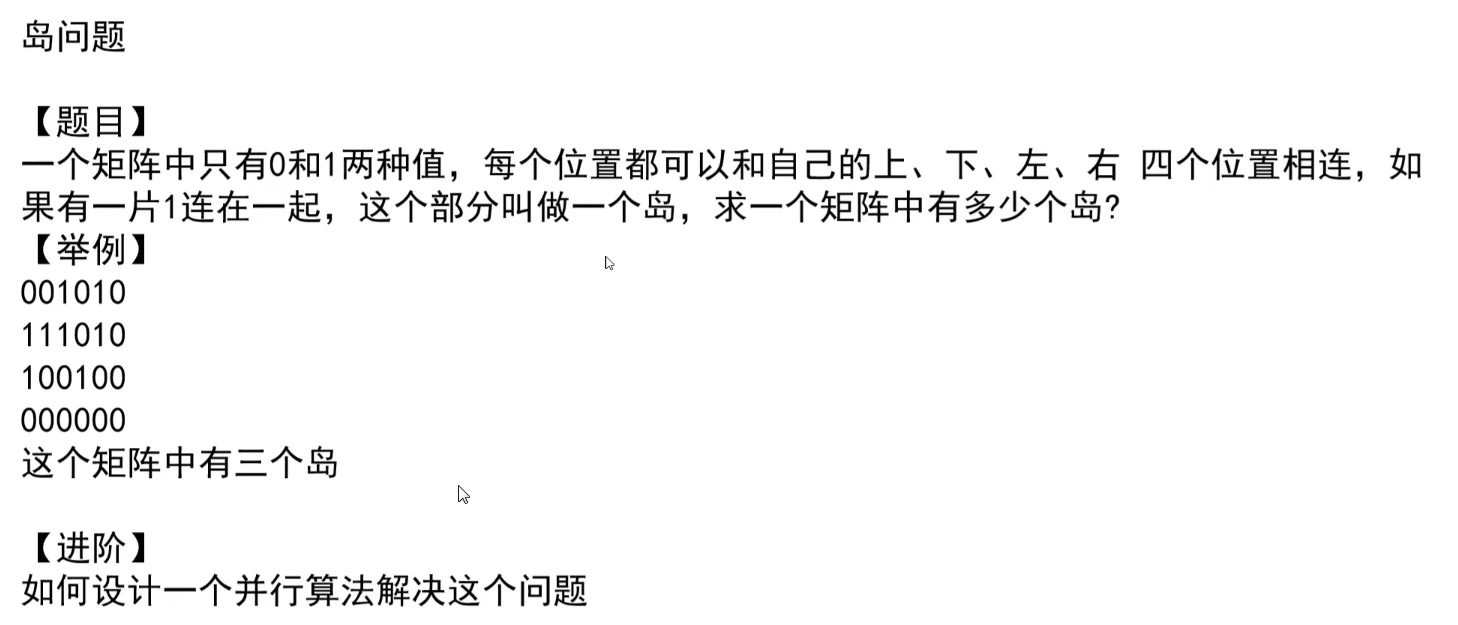 岛问题
【题目】
一个矩阵中只有0和1两种值，每个位置都可以和自己的上、下、左、右 四个位置相连，如
果有一片1连在一起，这个部分叫做一个岛，求一个矩阵中有多少个岛?
【举例】
001010
111010
100100
000000
这个矩阵中有三个岛
【进阶】
如何设计一个并行算法解决这个问题